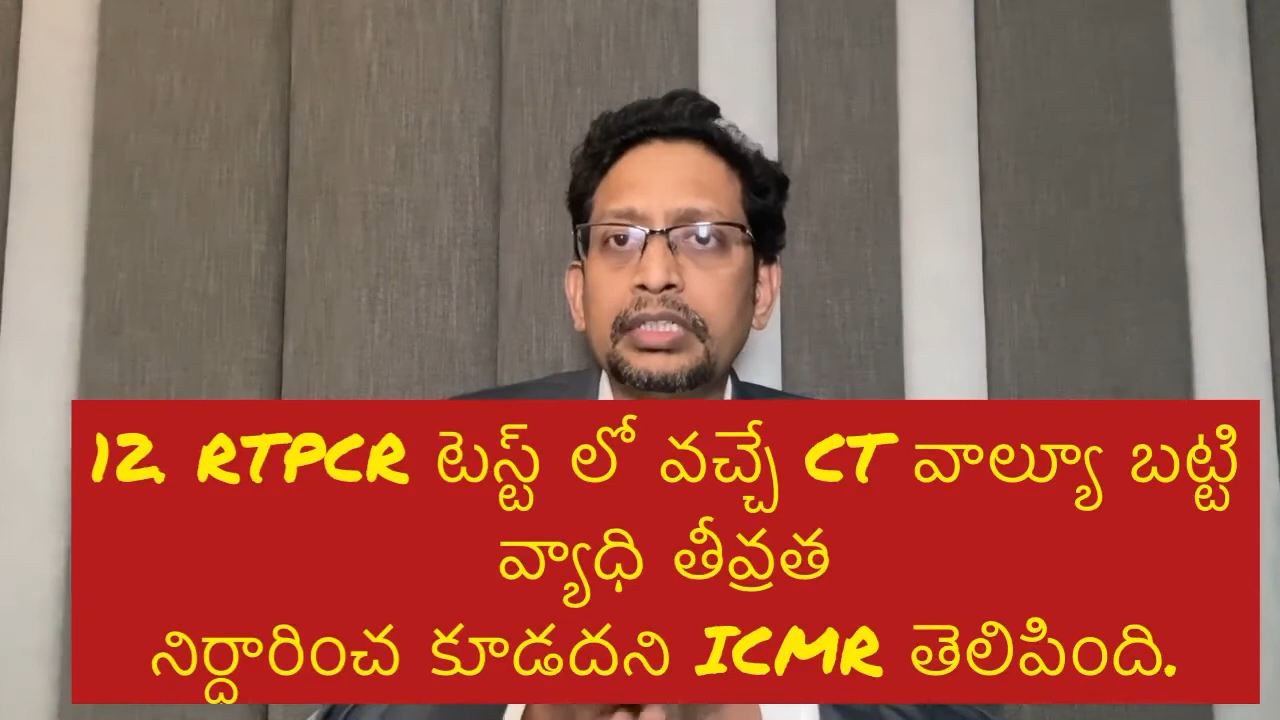 12. RTPCR టెస్ట్ లో వచ్చే CT వాల్యూ బట్టి
వ్యాధి తీవ్రత
నిర్దారించ కూడదని ICMR తెలిపింది.